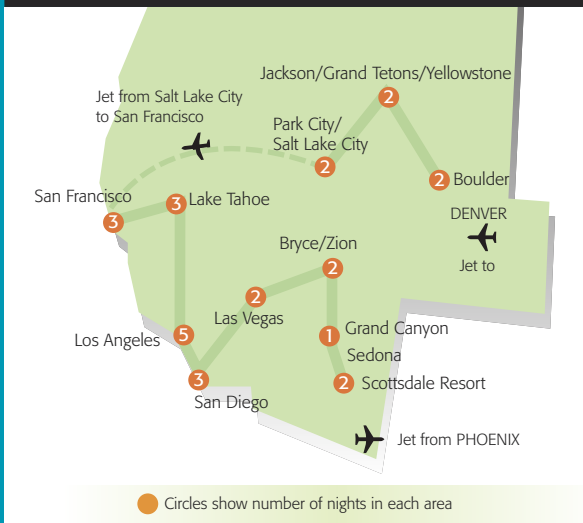 Jackson/Grand Tetons/Yellowstone
2
Jet from Salt Lake City
to San Francisco
Park City/
Salt Lake City
2
2 Boulder
San Francisco
3
3 Lake Tahoe
DENVER
Jet to
Bryce/Zion
2
2
Las Vegas
Los Angeles 5
1 Grand Canyon
Sedona
3
San Diego
2 Scottsdale Resort
Jet from PHOENIX
Circles show number of nights in each area